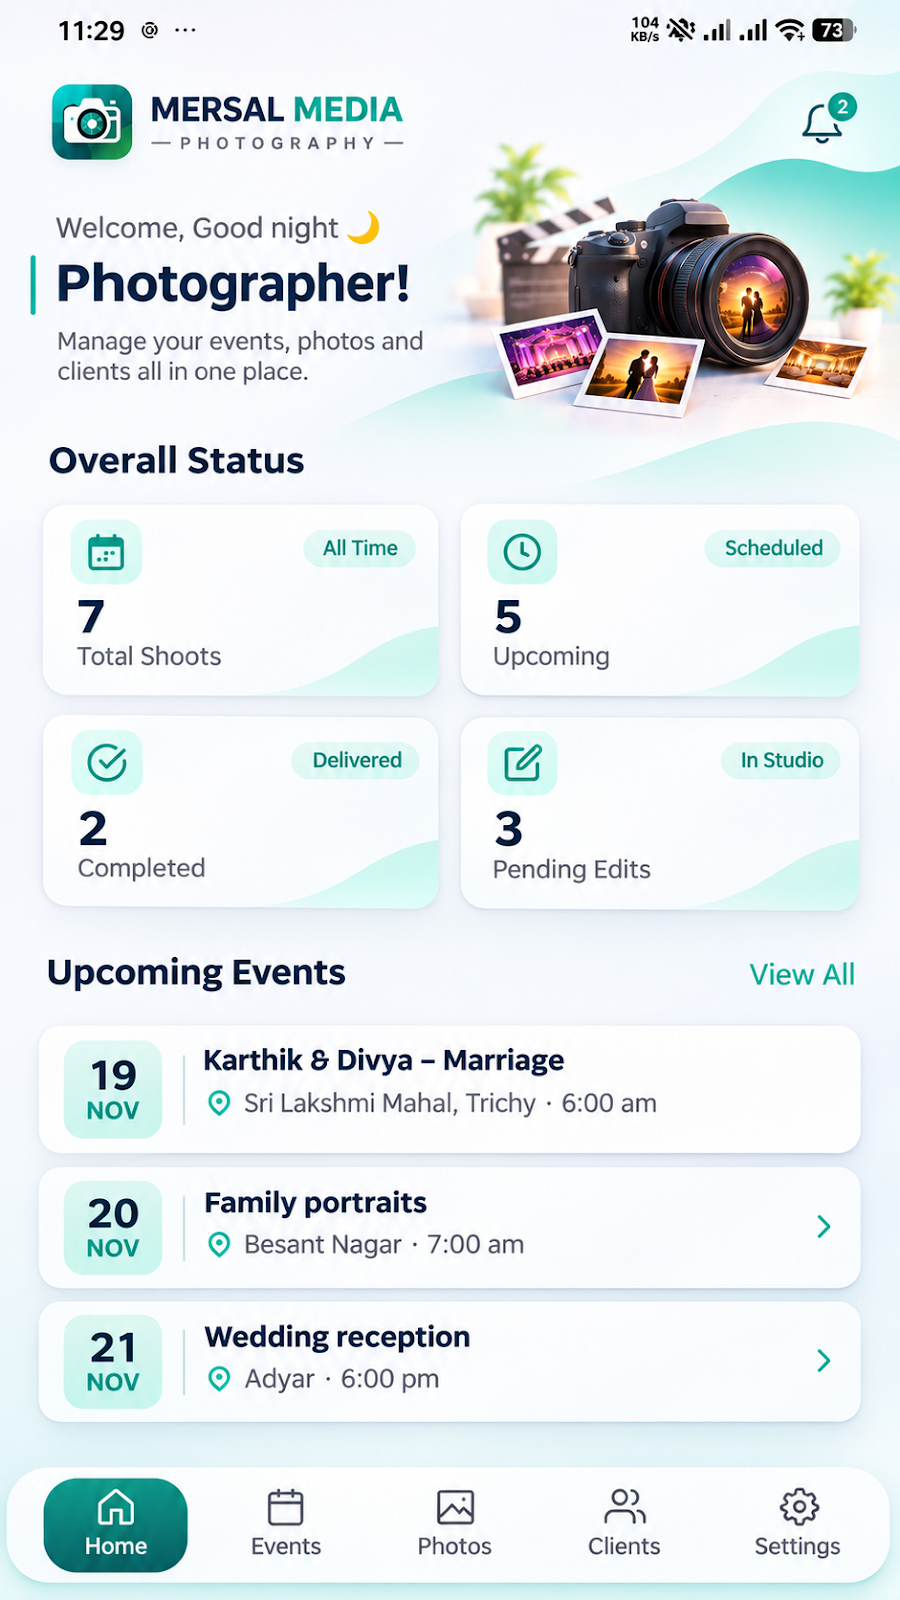 11:29 ...
104 KB/s 73
MERSAL MEDIA
— PHOTOGRAPHY —
2
Welcome, Good night 🌙
Photographer!
Manage your events, photos and
clients all in one place.
Overall Status
All Time
7
Total Shoots
Scheduled
5
Upcoming
Delivered
2
Completed
In Studio
3
Pending Edits
Upcoming Events
View All
19
NOV
Karthik & Divya – Marriage
Sri Lakshmi Mahal, Trichy · 6:00 am
20
NOV
Family portraits
Besant Nagar · 7:00 am
21
NOV
Wedding reception
Adyar · 6:00 pm
Home
Events
Photos
Clients
Settings